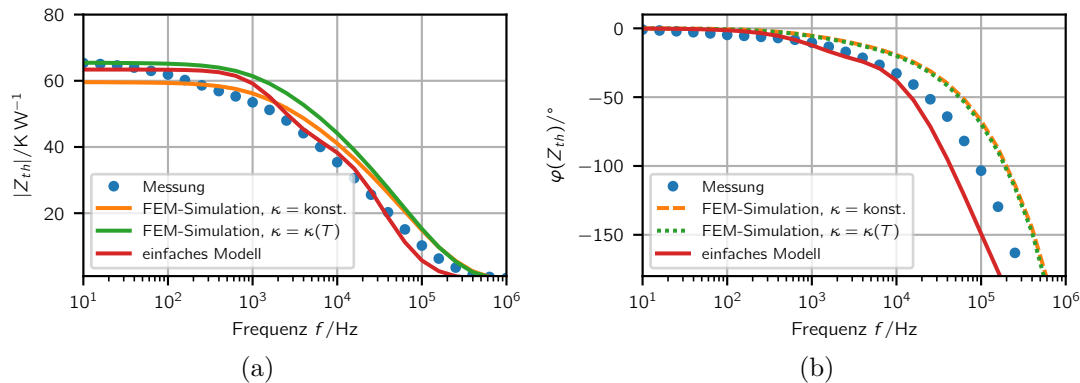 |Z_th|/K W⁻¹
80
60
40
20
Messung
FEM-Simulation, κ = konst.
FEM-Simulation, κ = κ(T)
einfaches Modell
10¹ 10² 10³ 10⁴ 10⁵ 10⁶
Frequenz f/Hz
(a)
φ(Z_th)/°
0
−50
−100
−150
Messung
FEM-Simulation, κ = konst.
FEM-Simulation, κ = κ(T)
einfaches Modell
10¹ 10² 10³ 10⁴ 10⁵ 10⁶
Frequenz f/Hz
(b)